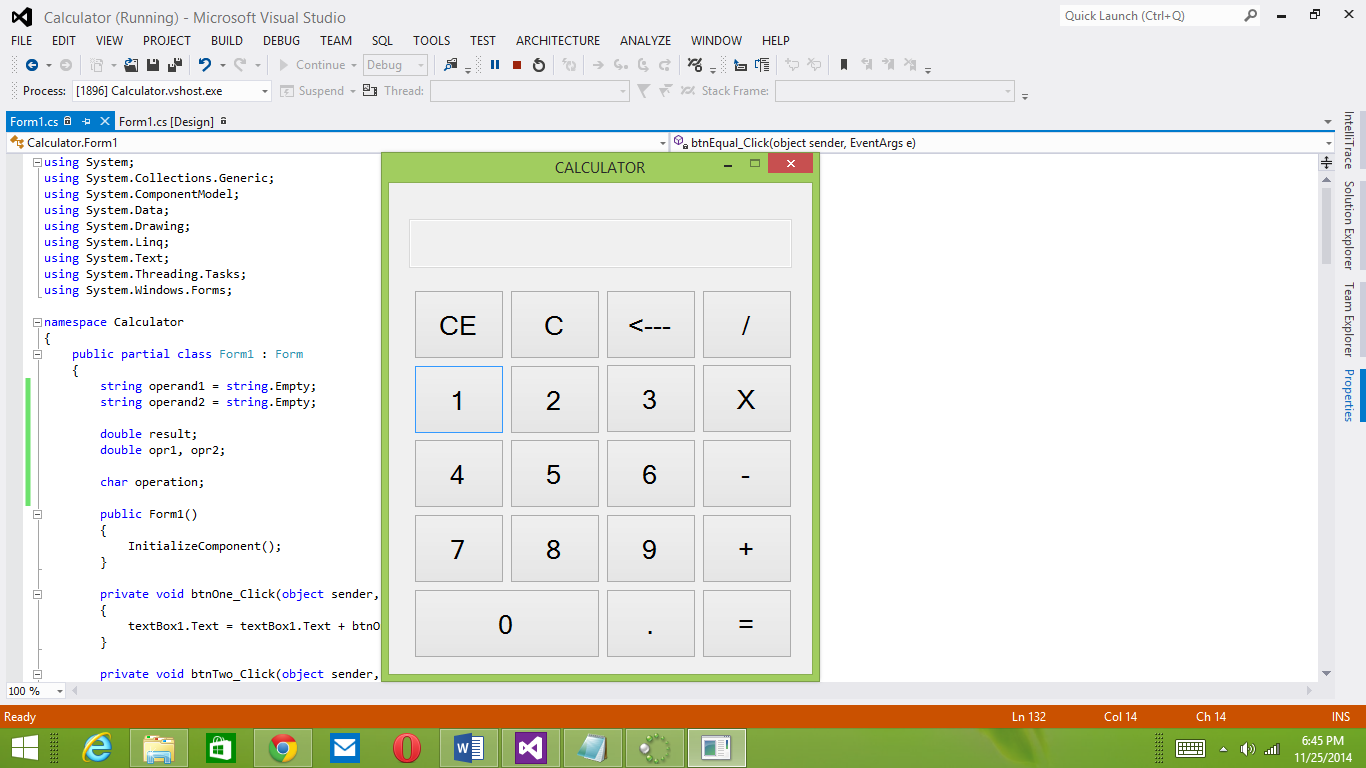 Calculator (Running) - Microsoft Visual Studio
Quick Launch (Ctrl+Q)
FILE EDIT VIEW PROJECT BUILD DEBUG TEAM SQL TOOLS TEST ARCHITECTURE ANALYZE WINDOW HELP
Continue Debug
Process: [1896] Calculator.vshost.exe Suspend Thread: Stack Frame:
Form1.cs Form1.cs [Design]
Calculator.Form1 btnEqual_Click(object sender, EventArgs e)
using System;
using System.Collections.Generic;
using System.ComponentModel;
using System.Data;
using System.Drawing;
using System.Linq;
using System.Text;
using System.Threading.Tasks;
using System.Windows.Forms;
namespace Calculator
{
public partial class Form1 : Form
{
string operand1 = string.Empty;
string operand2 = string.Empty;
double result;
double opr1, opr2;
char operation;
public Form1()
{
InitializeComponent();
}
private void btnOne_Click(object sender,
{
textBox1.Text = textBox1.Text + btnO
}
private void btnTwo_Click(object sender,
CALCULATOR
CE C <--- /
1 2 3 X
4 5 6 -
7 8 9 +
0 . =
IntelliTrace
Solution Explorer
Team Explorer
Properties
100 %
Ready Ln 132 Col 14 Ch 14 INS
6:45 PM
11/25/2014